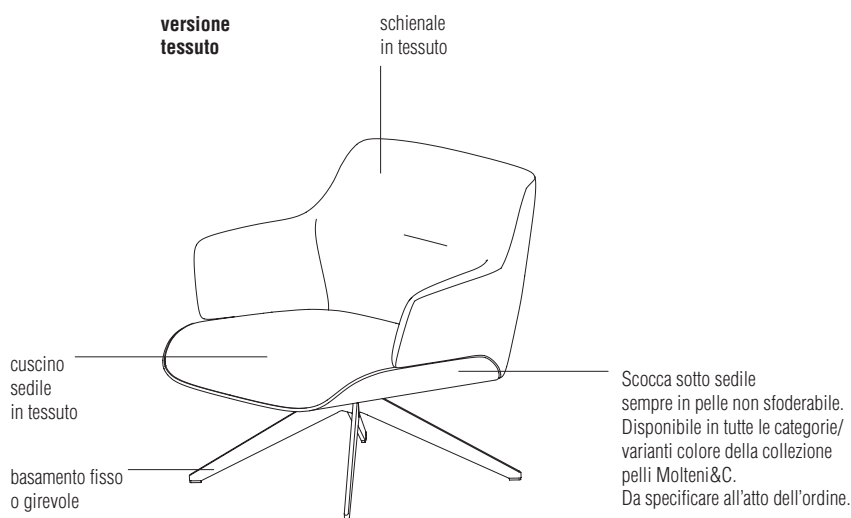 versione
tessuto
schienale
in tessuto
cuscino
sedile
in tessuto
basamento fisso
o girevole
Scocca sotto sedile
sempre in pelle non sfoderabile.
Disponibile in tutte le categorie/
varianti colore della collezione
pelli Molteni&C.
Da specificare all’atto dell’ordine.